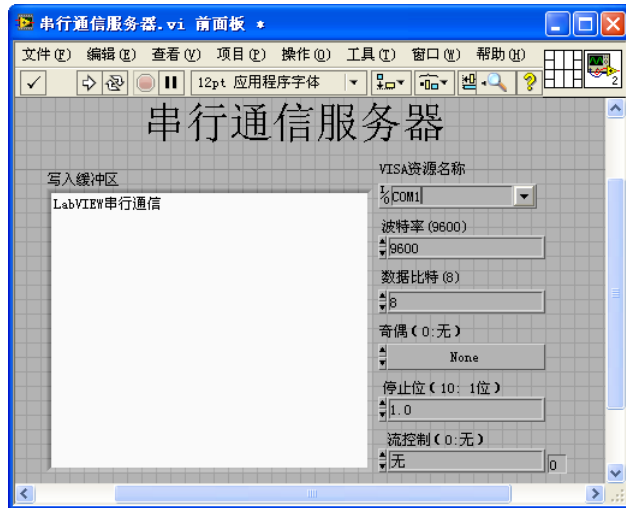 串行通信服务器.vi 前面板 *
文件(F) 编辑(E) 查看(V) 项目(P) 操作(O) 工具(T) 窗口(W) 帮助(H)
12pt 应用程序字体
2
串行通信服务器
写入缓冲区
LabVIEW串行通信
VISA资源名称
I/O COM1
波特率(9600)
9600
数据比特(8)
8
奇偶(0:无)
None
停止位(10: 1位)
1.0
流控制(0:无)
无
0